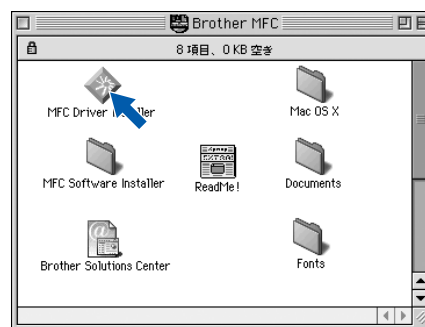 Brother MFC
8 項目、0 KB 空き
MFC Driver Installer
Mac OS X
MFC Software Installer
ReadMe!
Documents
Brother Solutions Center
Fonts